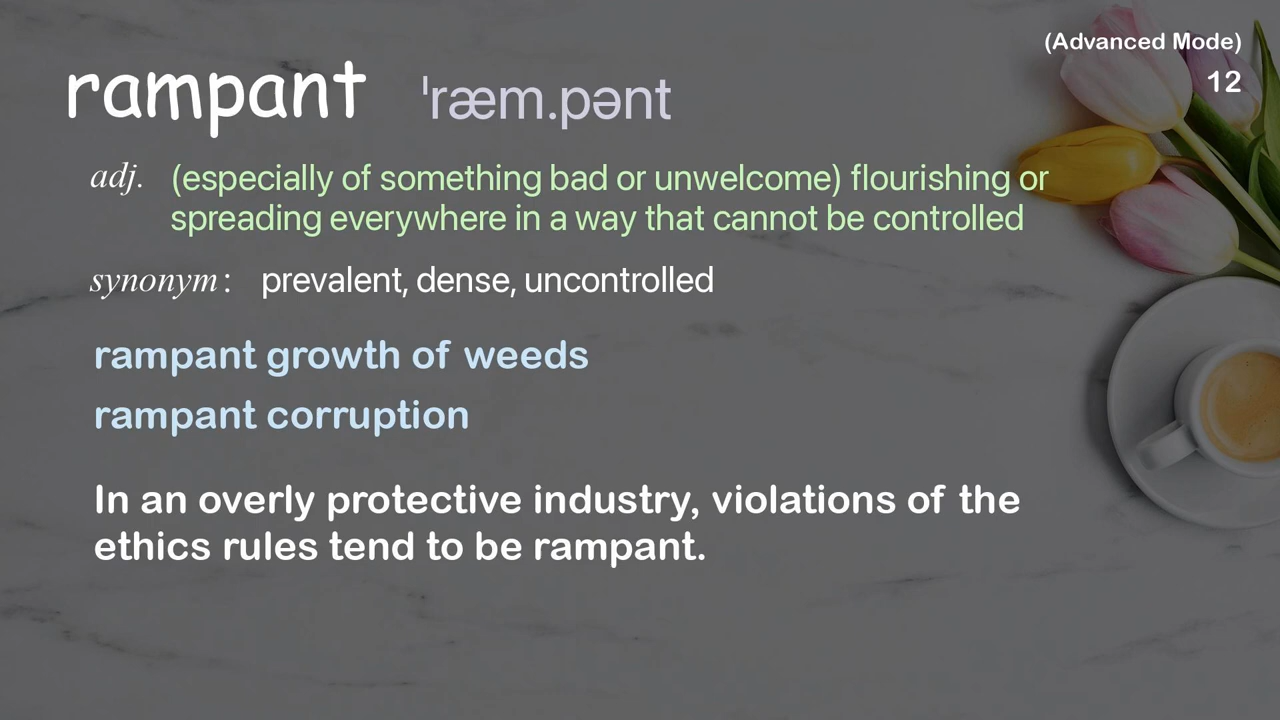 (Advanced Mode)
12
rampant ˈræm.pənt
adj. (especially of something bad or unwelcome) flourishing or
spreading everywhere in a way that cannot be controlled
synonym: prevalent, dense, uncontrolled
rampant growth of weeds
rampant corruption
In an overly protective industry, violations of the
ethics rules tend to be rampant.